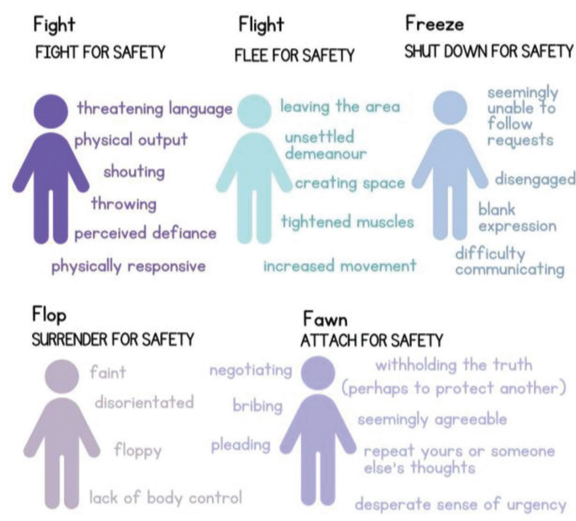 Fight
FIGHT FOR SAFETY
threatening language
physical output
shouting
throwing
perceived defiance
physically responsive
Flight
FLEE FOR SAFETY
leaving the area
unsettled
demeanour
creating space
tightened muscles
increased movement
Freeze
SHUT DOWN FOR SAFETY
seemingly
unable to
follow
requests
disengaged
blank
expression
difficulty
communicating
Flop
SURRENDER FOR SAFETY
faint
disorientated
floppy
lack of body control
Fawn
ATTACH FOR SAFETY
negotiating
bribing
pleading
withholding the truth
(perhaps to protect another)
seemingly agreeable
repeat yours or someone
else's thoughts
desperate sense of urgency